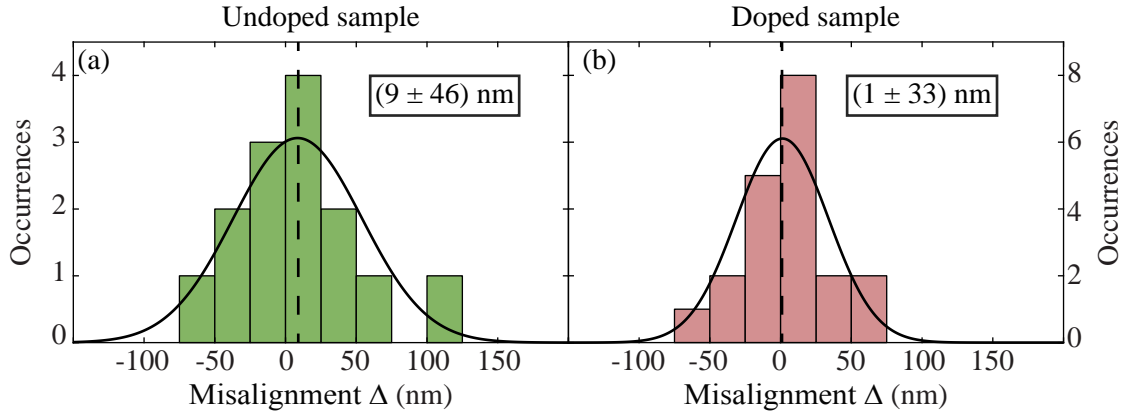 Undoped sample
Doped sample
(a)
(b)
(9 ± 46) nm
(1 ± 33) nm
Occurrences
4
3
2
1
0
8
6
4
2
0
Occurrences
-100 -50 0 50 100 150
-100 -50 0 50 100 150
Misalignment Δ (nm)
Misalignment Δ (nm)